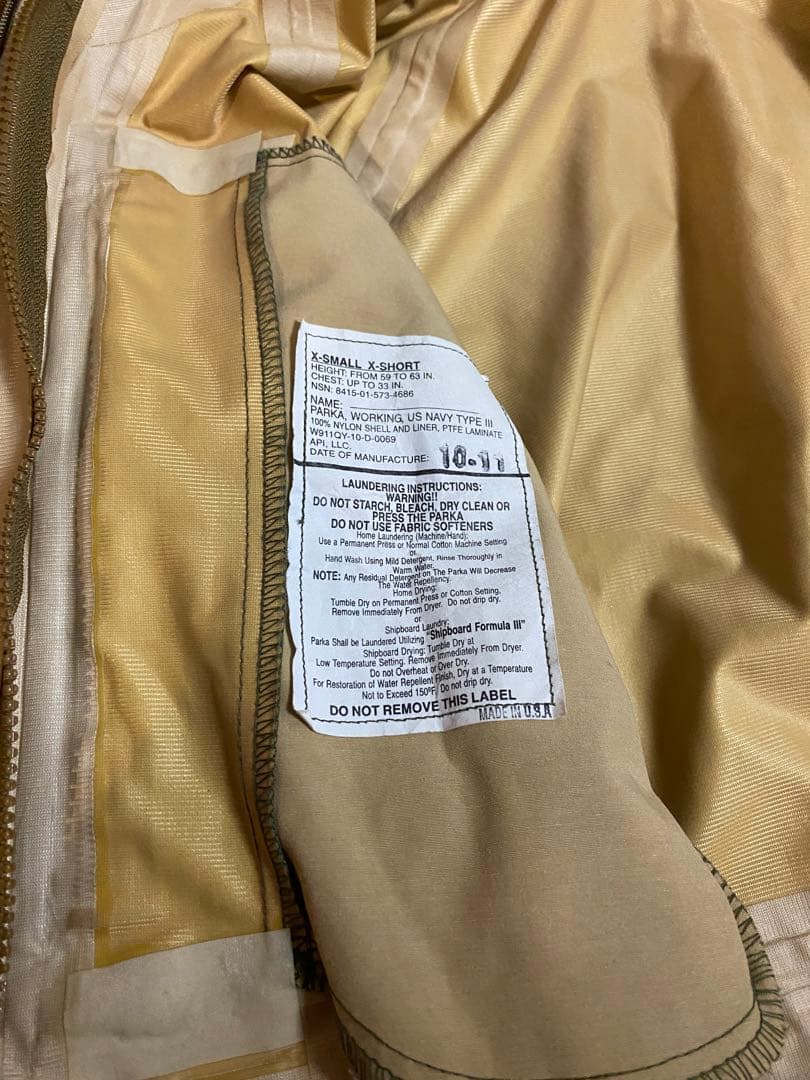 X-SMALL X-SHORT
HEIGHT: FROM 59 TO 63 IN.
CHEST: UP TO 33 IN.
NSN: 8415-01-573-4686
NAME:
PARKA, WORKING, US NAVY TYPE III
100% NYLON SHELL AND LINER, PTFE LAMINATE
W911QY-10-D-0069
API, LLC.
DATE OF MANUFACTURE: 10-11
LAUNDERING INSTRUCTIONS:
WARNING!!
DO NOT STARCH, BLEACH, DRY CLEAN OR
PRESS THE PARKA
DO NOT USE FABRIC SOFTENERS
Home Laundering (Machine/Hand):
Use a Permanent Press or Normal Cotton Machine Setting
or
Hand Wash Using Mild Detergent, Rinse Thoroughly in
Warm Water.
NOTE: Any Residual Detergent on The Parka Will Decrease
The Water Repellency.
Home Drying:
Tumble Dry on Permanent Press or Cotton Setting,
Remove Immediately From Dryer. Do not drip dry.
or
Shipboard Laundry:
Parka Shall be Laundered Utilizing "Shipboard Formula III"
Shipboard Drying: Tumble Dry at
Low Temperature Setting. Remove Immediately From Dryer.
Do not Overheat or Over Dry.
For Restoration of Water Repellent Finish, Dry at a Temperature
Not to Exceed 150°F. Do not drip dry.
DO NOT REMOVE THIS LABEL
MADE IN U.S.A